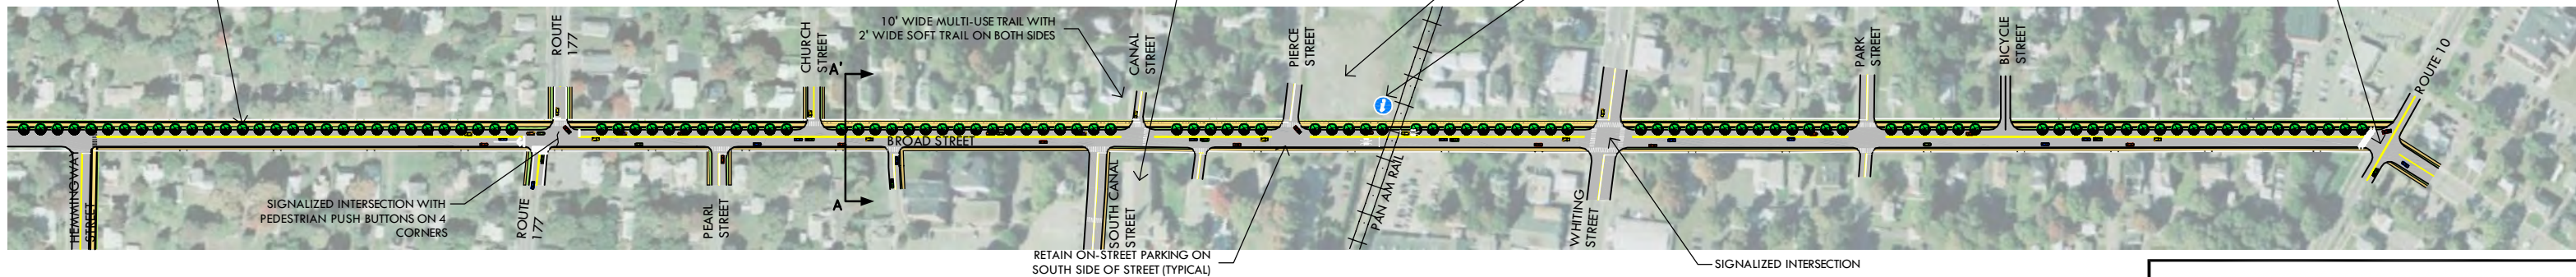 10' WIDE MULTI-USE TRAIL WITH
2' WIDE SOFT TRAIL ON BOTH SIDES
ROUTE
177
CHURCH
STREET
A'
CANAL
STREET
PIERCE
STREET
PARK
STREET
BICYCLE
STREET
ROUTE 10
BROAD STREET
HEMMINGWA
STREET
SIGNALIZED INTERSECTION WITH
PEDESTRIAN PUSH BUTTONS ON 4
CORNERS
ROUTE
177
PEARL
STREET
A
SOUTH CANAL
STREET
PAN AM RAIL
WHITING
STREET
RETAIN ON-STREET PARKING ON
SOUTH SIDE OF STREET (TYPICAL)
SIGNALIZED INTERSECTION